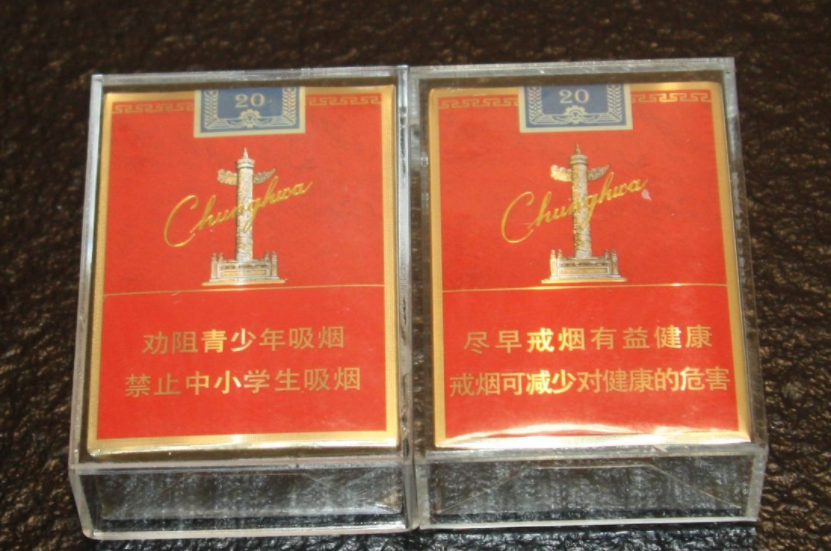 20
Chunghwa
劝阻青少年吸烟
禁止中小学生吸烟
20
Chunghwa
尽早戒烟有益健康
戒烟可减少对健康的危害